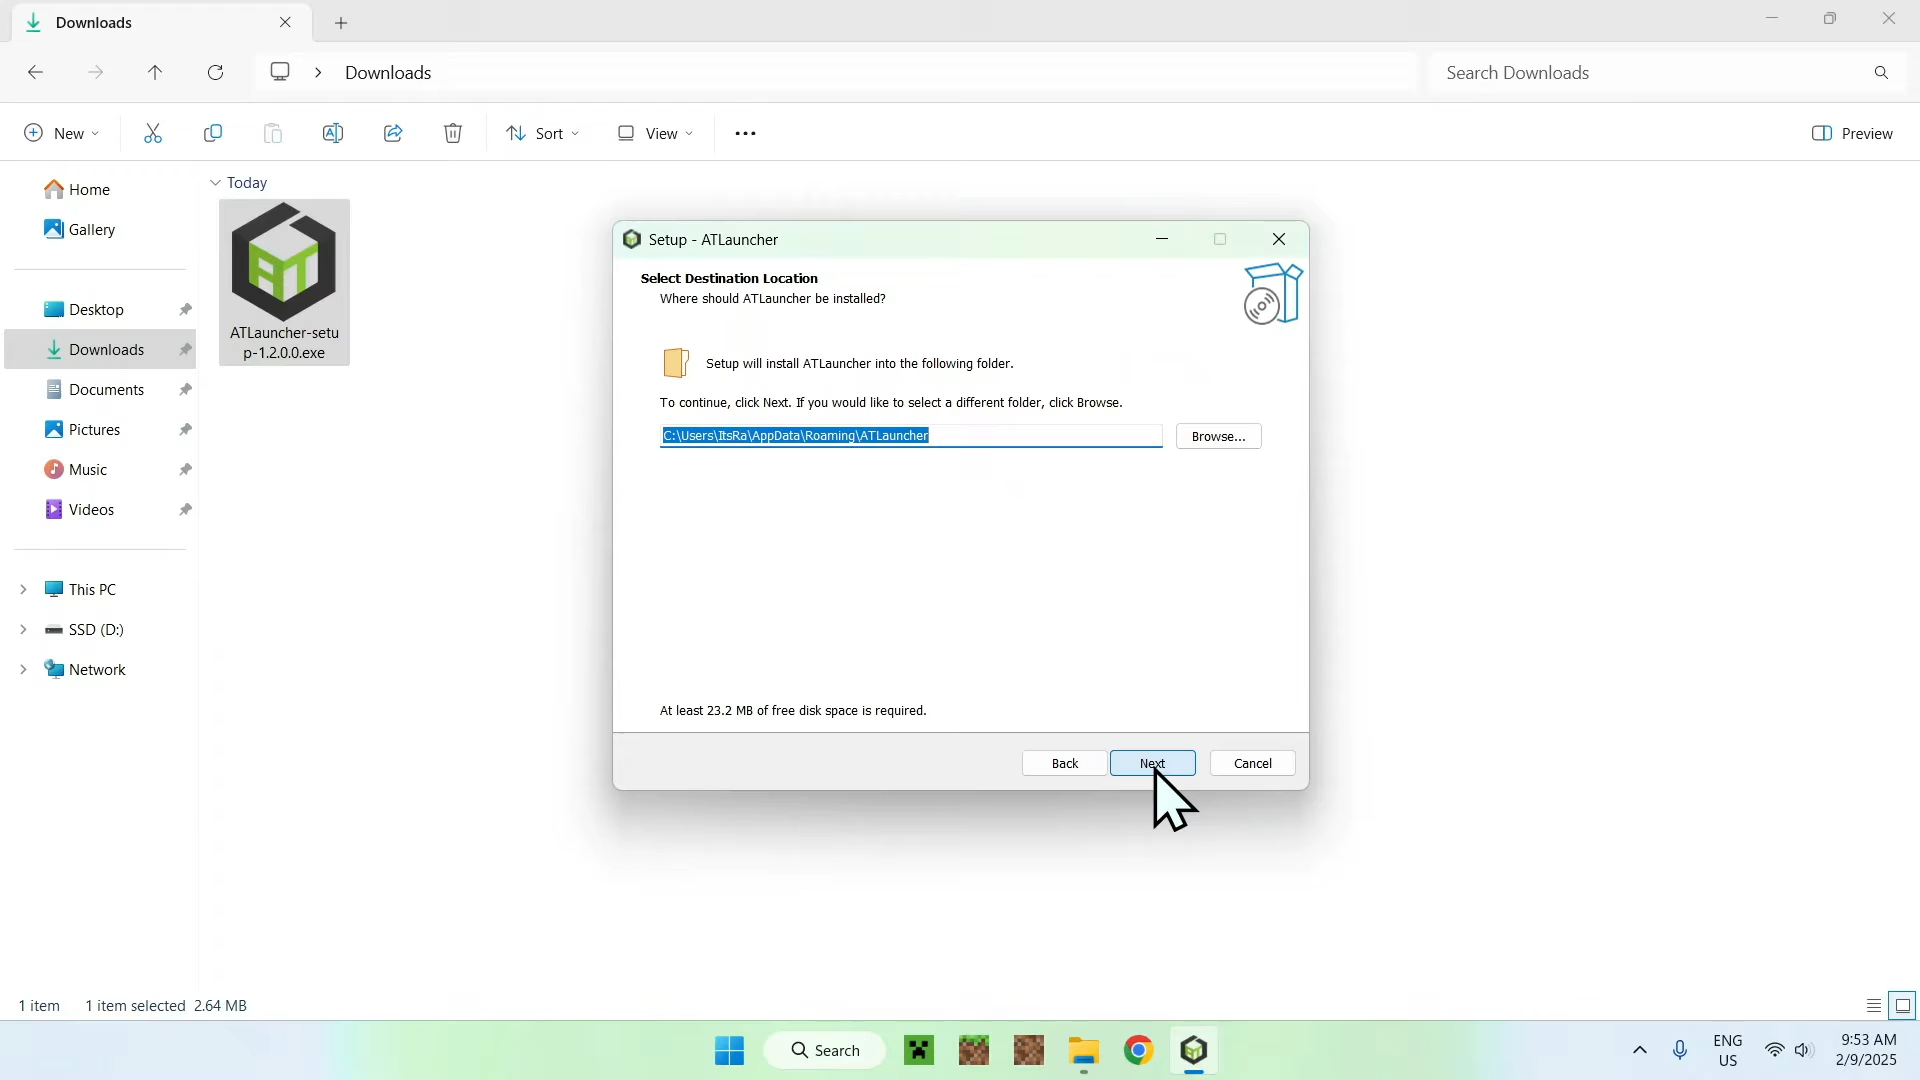 Downloads
Downloads
Search Downloads
New
Sort
View
Preview
Home
Gallery
Desktop
Downloads
Documents
Pictures
Music
Videos
This PC
SSD (D:)
Network
Today
AT
ATLauncher-setu
p-1.2.0.0.exe
Setup - ATLauncher
Select Destination Location
Where should ATLauncher be installed?
Setup will install ATLauncher into the following folder.
To continue, click Next. If you would like to select a different folder, click Browse.
C:\Users\ItsRa\AppData\Roaming\ATLauncher
Browse...
At least 23.2 MB of free disk space is required.
Back
Next
Cancel
1 item
1 item selected 2.64 MB
Search
ENG
US
9:53 AM
2/9/2025